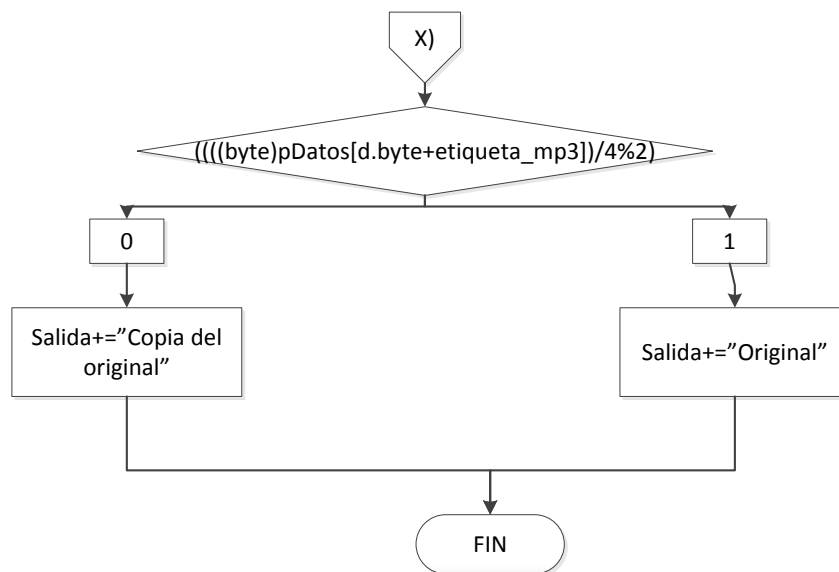 X)
((((byte)pDatos[d.byte+etiqueta_mp3])/4%2)
0
1
Salida+=”Copia del
original”
Salida+=”Original”
FIN